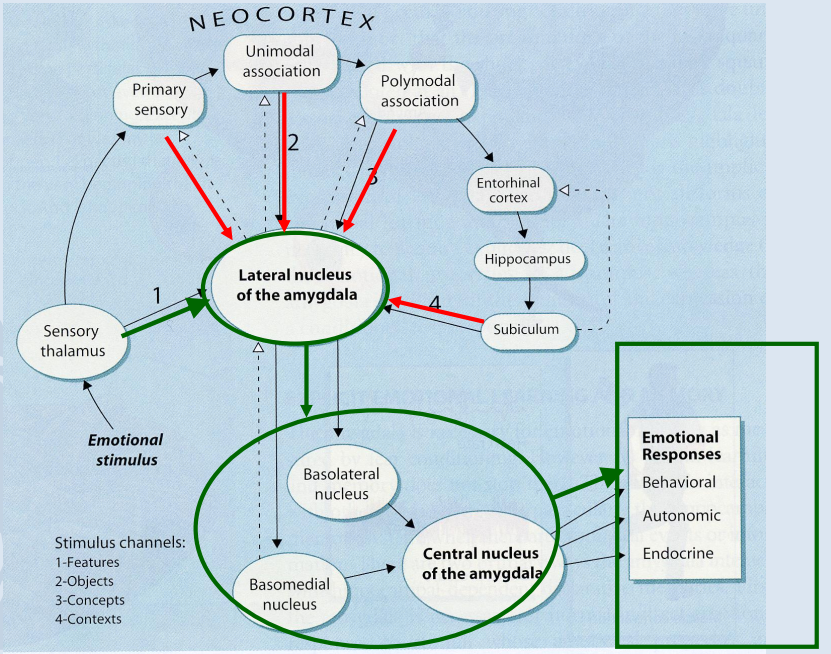 NEOCORTEX
Unimodal
association
Primary
sensory
Polymodal
association
2
3
Entorhinal
cortex
Lateral nucleus
of the amygdala
Hippocampus
1
4
Sensory
thalamus
Subiculum
Emotional
stimulus
Basolateral
nucleus
Emotional
Responses
Behavioral
Autonomic
Endocrine
Central nucleus
of the amygdala
Basomedial
nucleus
Stimulus channels:
1-Features
2-Objects
3-Concepts
4-Contexts